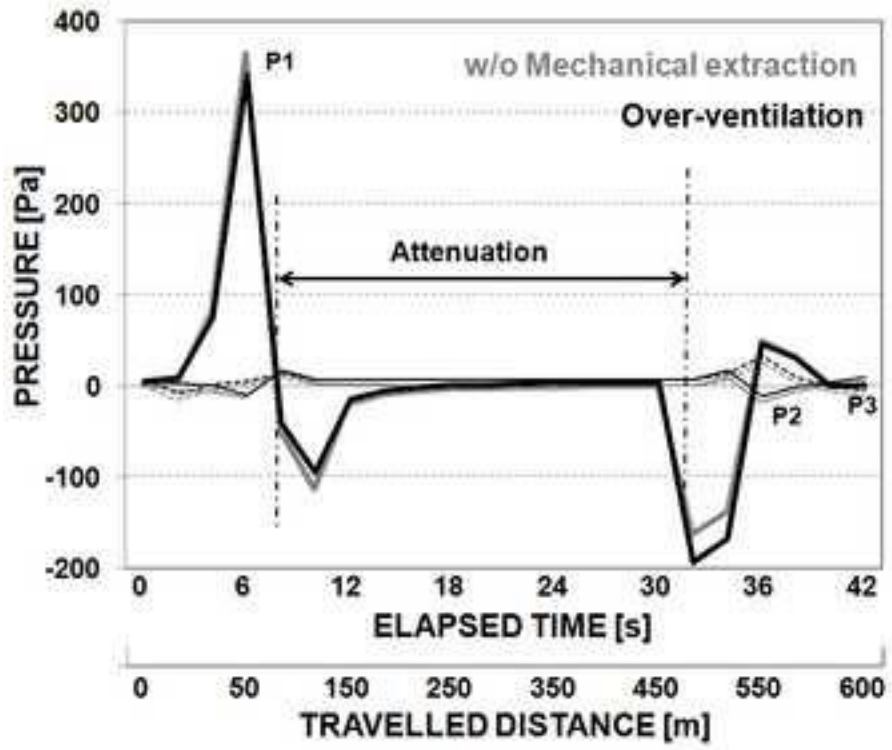 400
300
200
100
0
-100
-200
PRESSURE [Pa]
P1
w/o Mechanical extraction
Over-ventilation
Attenuation
P2
P3
0 6 12 18 24 30 36 42
ELAPSED TIME [s]
0 50 150 250 350 450 550 600
TRAVELLED DISTANCE [m]